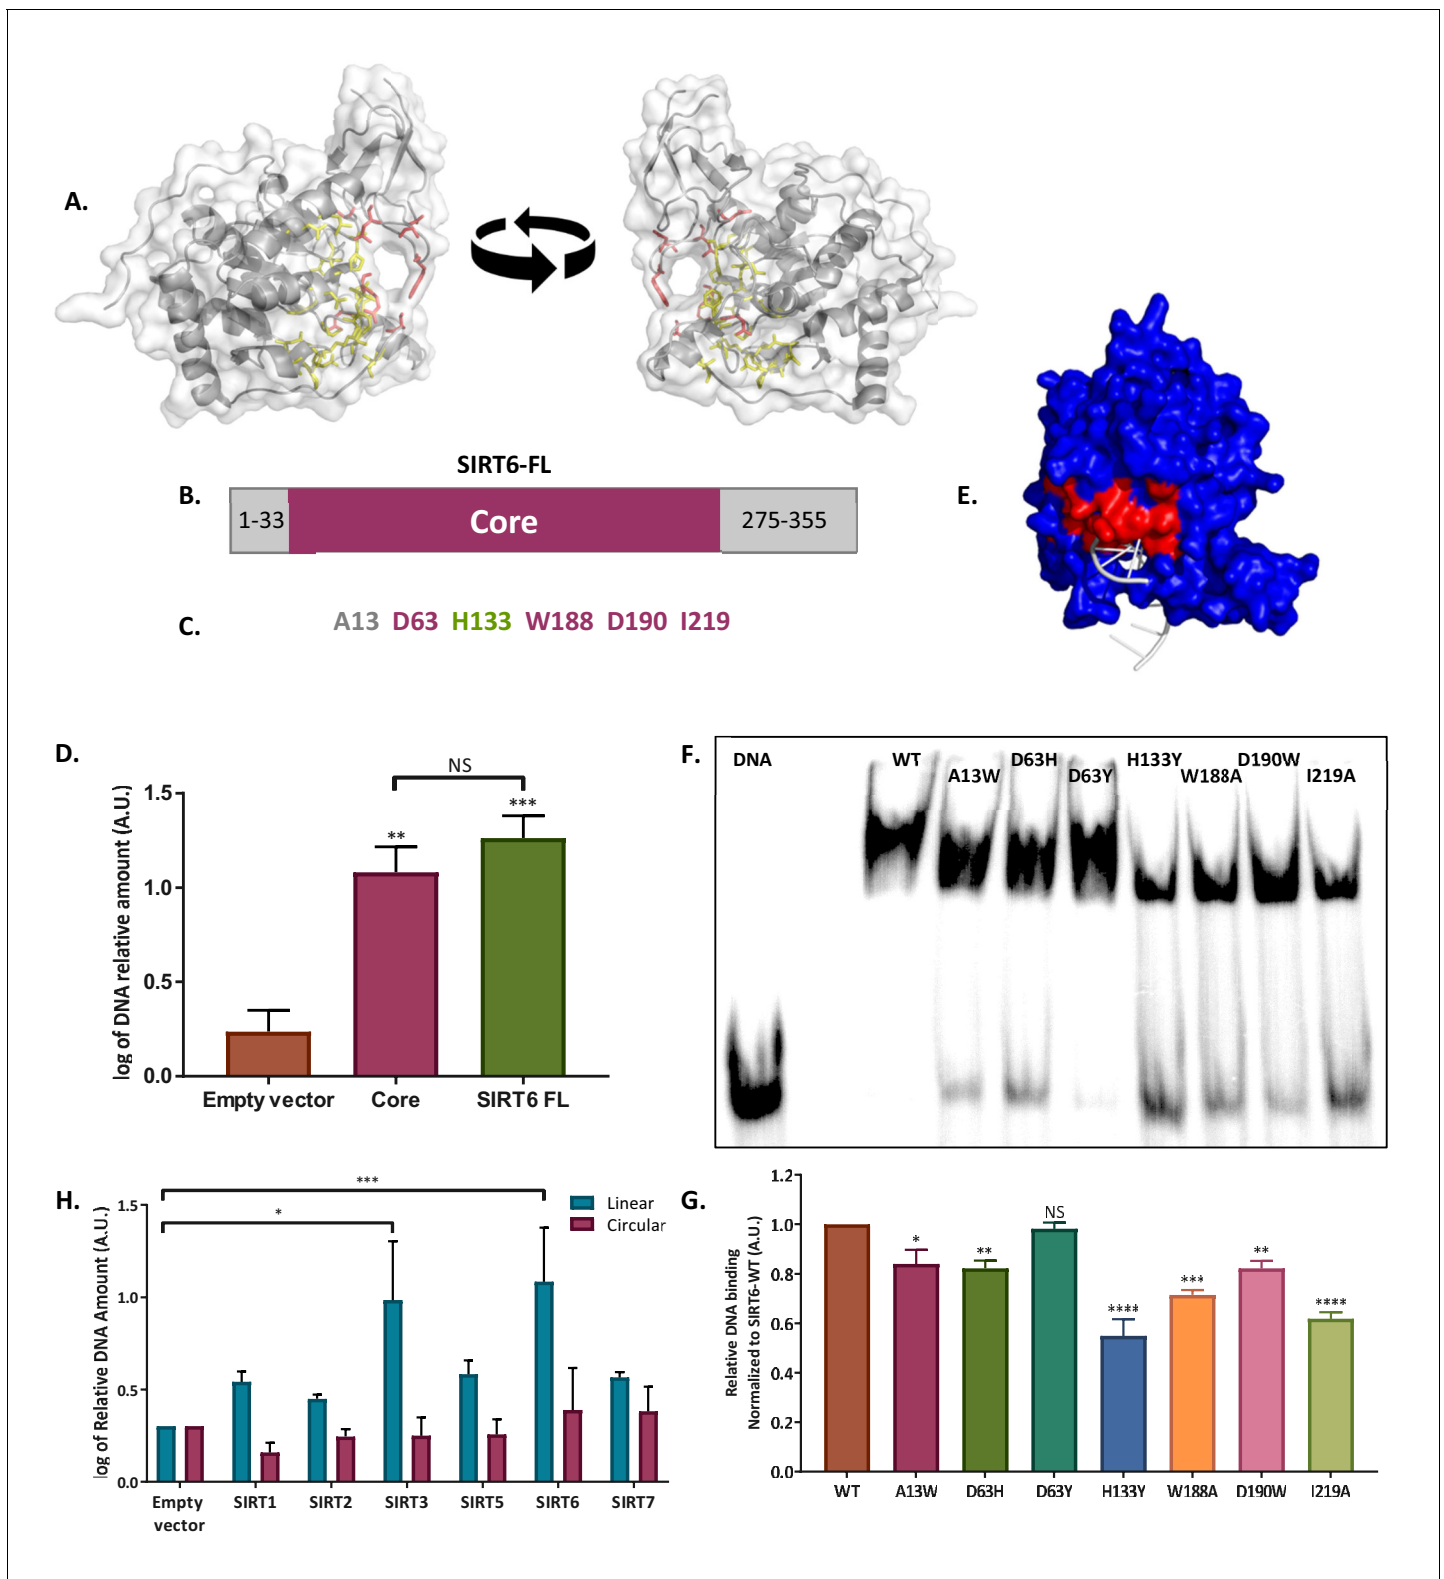 A.
SIRT6-FL
B.
1-33 Core 275-355
E.
C.
A13 D63 H133 W188 D190 I219
D.
NS
**
***
log of DNA relative amount (A.U.)
1.5
1.0
0.5
0.0
Empty vector Core SIRT6 FL
F.
DNA WT D63H H133Y D190W
A13W D63Y W188A I219A
H.
***
*
Linear
Circular
log of Relative DNA Amount (A.U.)
1.5
1.0
0.5
0.0
Empty vector SIRT1 SIRT2 SIRT3 SIRT5 SIRT6 SIRT7
G.
Relative DNA binding
Normalized to SIRT6-WT (A.U.)
1.2
1.0
0.8
0.6
0.4
0.2
0.0
* ** NS **** *** ** ****
WT A13W D63H D63Y H133Y W188A D190W I219A